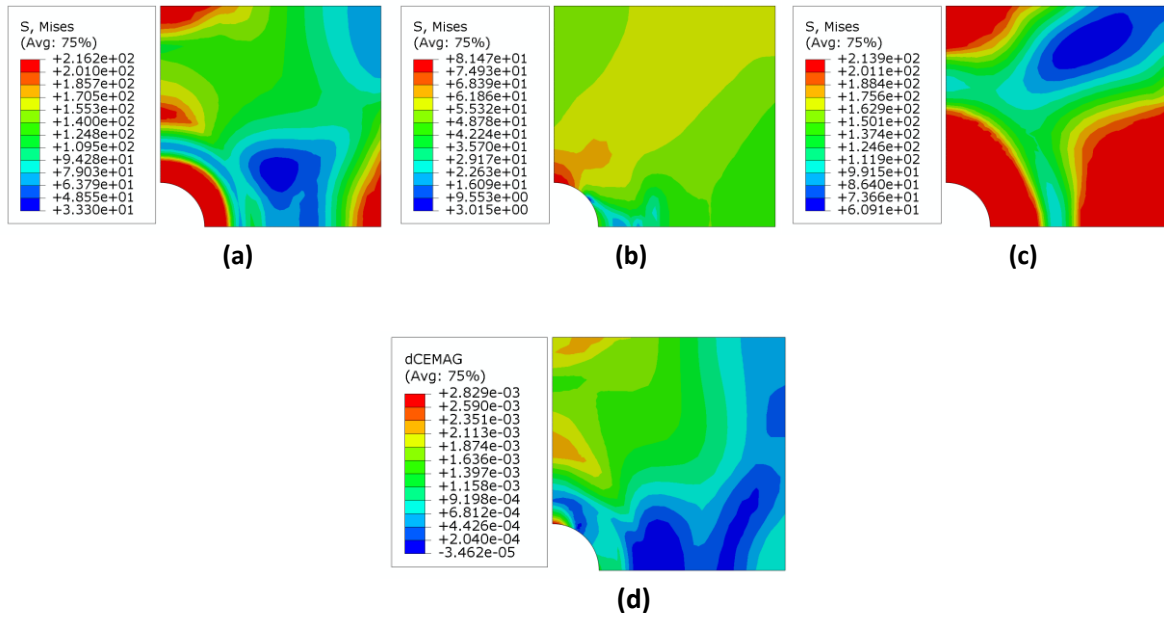 S, Mises
(Avg: 75%)
+2.162e+02
+2.010e+02
+1.857e+02
+1.705e+02
+1.553e+02
+1.400e+02
+1.248e+02
+1.095e+02
+9.428e+01
+7.903e+01
+6.379e+01
+4.855e+01
+3.330e+01
(a)
S, Mises
(Avg: 75%)
+8.147e+01
+7.493e+01
+6.839e+01
+6.186e+01
+5.532e+01
+4.878e+01
+4.224e+01
+3.570e+01
+2.917e+01
+2.263e+01
+1.609e+01
+9.553e+00
+3.015e+00
(b)
S, Mises
(Avg: 75%)
+2.139e+02
+2.011e+02
+1.884e+02
+1.756e+02
+1.629e+02
+1.501e+02
+1.374e+02
+1.246e+02
+1.119e+02
+9.915e+01
+8.640e+01
+7.366e+01
+6.091e+01
(c)
dCEMAG
(Avg: 75%)
+2.829e-03
+2.590e-03
+2.351e-03
+2.113e-03
+1.874e-03
+1.636e-03
+1.397e-03
+1.158e-03
+9.198e-04
+6.812e-04
+4.426e-04
+2.040e-04
-3.462e-05
(d)